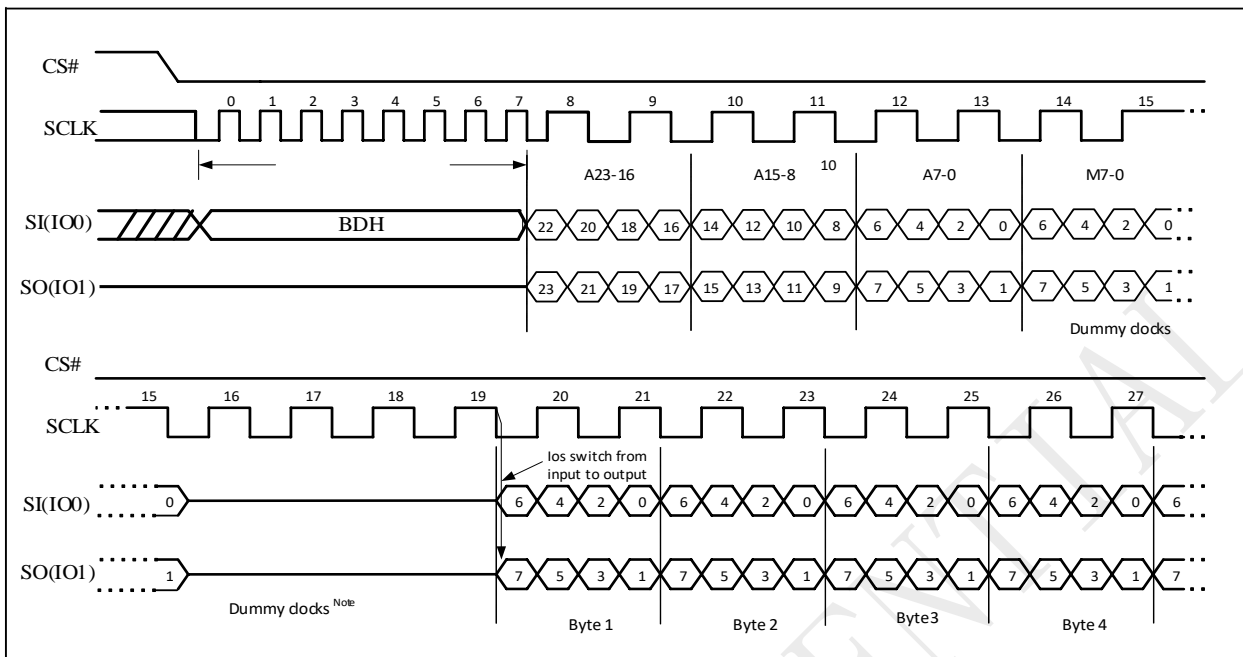 CS#
0 1 2 3 4 5 6 7 8 9 10 11 12 13 14 15
SCLK
A23-16 A15-8 10 A7-0 M7-0
SI(IO0) BDH 22 20 18 16 14 12 10 8 6 4 2 0 6 4 2 0
SO(IO1) 23 21 19 17 15 13 11 9 7 5 3 1 7 5 3 1
Dummy clocks
CS#
15 16 17 18 19 20 21 22 23 24 25 26 27
SCLK
Ios switch from
input to output
SI(IO0) 0 6 4 2 0 6 4 2 0 6 4 2 0 6 4 2 0 6
SO(IO1) 1 7 5 3 1 7 5 3 1 7 5 3 1 7 5 3 1 7
Dummy clocks Note
Byte 1 Byte 2 Byte3 Byte 4
ENTIAL